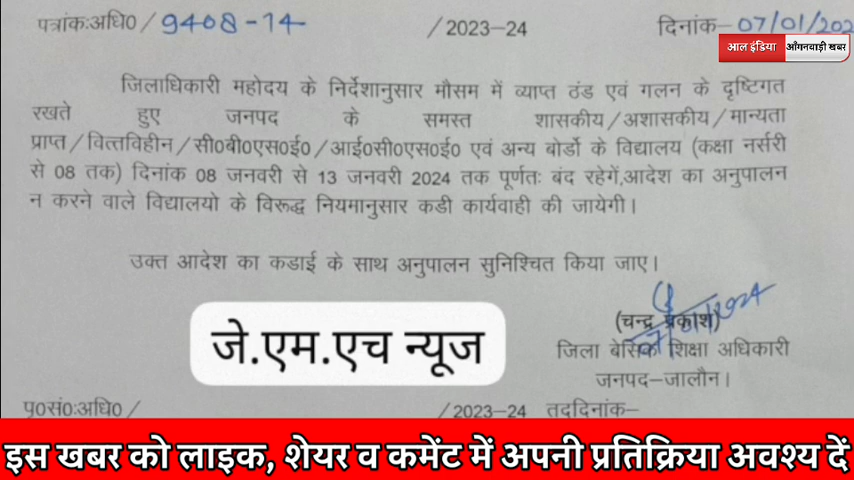 पत्रांक:अधि0 / 9408-14 / 2023-24 दिनांक- 07/01/202
आल इंडिया आँगनवाड़ी खबर
जिलाधिकारी महोदय के निर्देशानुसार मौसम में व्याप्त ठंड एवं गलन के दृष्टिगत
रखते हुए जनपद के समस्त शासकीय/अशासकीय/मान्यता
प्राप्त/वित्तविहीन/सी0बी0एस0ई0/आई0सी0एस0ई0 एवं अन्य बोर्डो के विद्यालय (कक्षा नर्सरी
से 08 तक) दिनांक 08 जनवरी से 13 जनवरी 2024 तक पूर्णतः बंद रहेगें,आदेश का अनुपालन
न करने वाले विद्यालयो के विरूद्ध नियमानुसार कडी कार्यवाही की जायेगी।
उक्त आदेश का कडाई के साथ अनुपालन सुनिश्चित किया जाए।
(चन्द्र प्रकाश)
जे.एम.एच न्यूज
जिला बेसिक शिक्षा अधिकारी
जनपद-जालौन।
पृ0सं0:अधि0 / / 2023-24 तद्दिनांक-
इस खबर को लाइक, शेयर व कमेंट में अपनी प्रतिक्रिया अवश्य दें